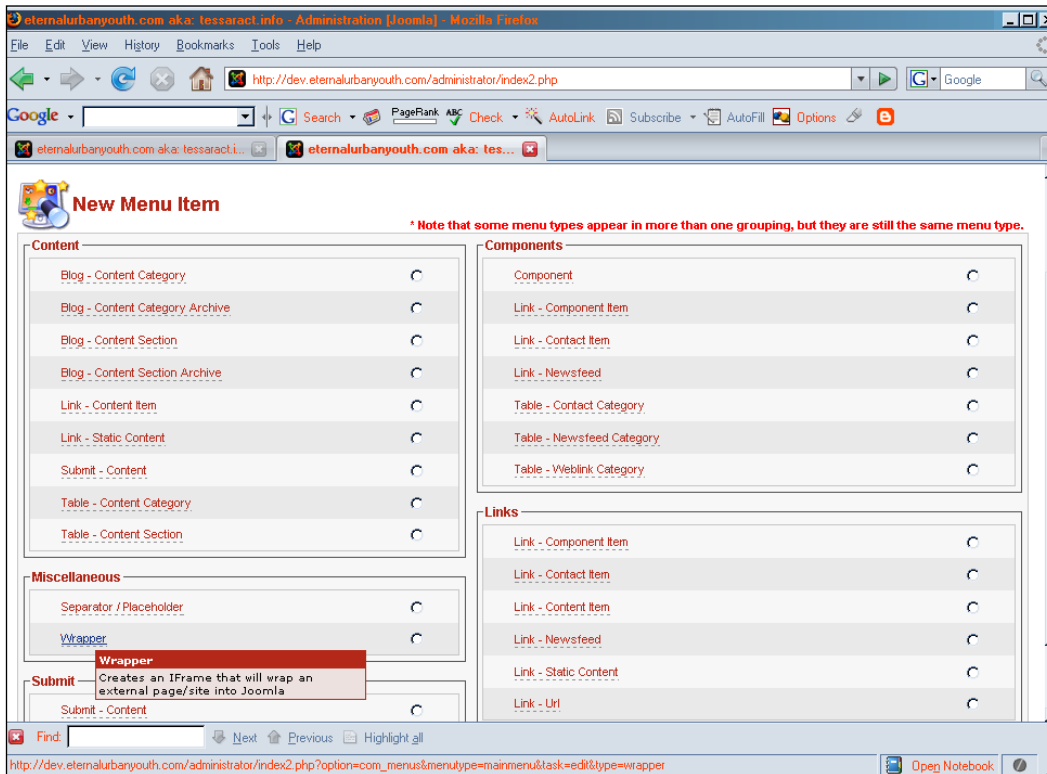 eternalurbanyouth.com aka: tessaract.info - Administration [Joomla] - Mozilla Firefox
File Edit View History Bookmarks Tools Help
http://dev.eternalurbanyouth.com/administrator/index2.php
G Google
Google G Search PageRank ABC Check AutoLink Subscribe AutoFill Options
eternalurbanyouth.com aka: tessaract.i...
eternalurbanyouth.com aka: tes...
New Menu Item
* Note that some menu types appear in more than one grouping, but they are still the same menu type.
Content
Blog - Content Category
Blog - Content Category Archive
Blog - Content Section
Blog - Content Section Archive
Link - Content Item
Link - Static Content
Submit - Content
Table - Content Category
Table - Content Section
Miscellaneous
Separator / Placeholder
Wrapper
Wrapper
Creates an IFrame that will wrap an
external page/site into Joomla
Submit
Submit - Content
Components
Component
Link - Component Item
Link - Contact Item
Link - Newsfeed
Table - Contact Category
Table - Newsfeed Category
Table - Weblink Category
Links
Link - Component Item
Link - Contact Item
Link - Content Item
Link - Newsfeed
Link - Static Content
Link - Url
Find: Next Previous Highlight all
http://dev.eternalurbanyouth.com/administrator/index2.php?option=com_menus&menutype=mainmenu&task=edit&type=wrapper
Open Notebook